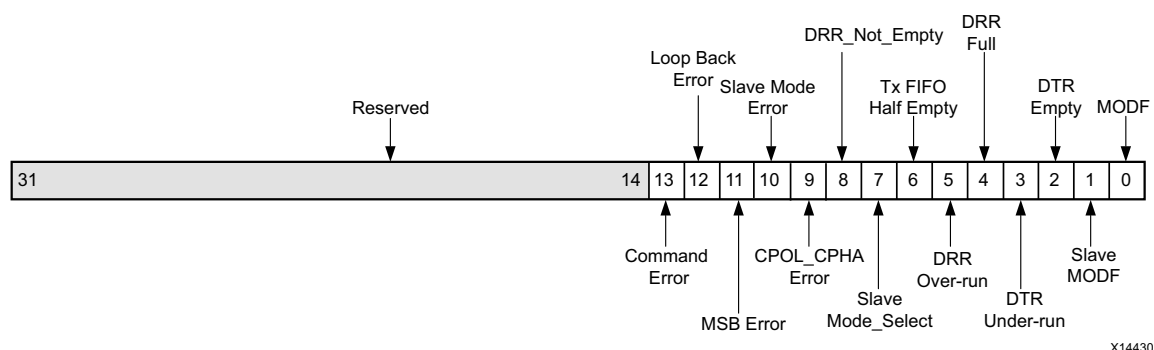 DRR
Full
DRR_Not_Empty
Loop Back
Error
Slave Mode
Error
Tx FIFO
Half Empty
DTR
Empty
MODF
Reserved
31 14 13 12 11 10 9 8 7 6 5 4 3 2 1 0
Command
Error
MSB Error
CPOL_CPHA
Error
Slave
Mode_Select
DRR
Over-run
DTR
Under-run
Slave
MODF
X14430